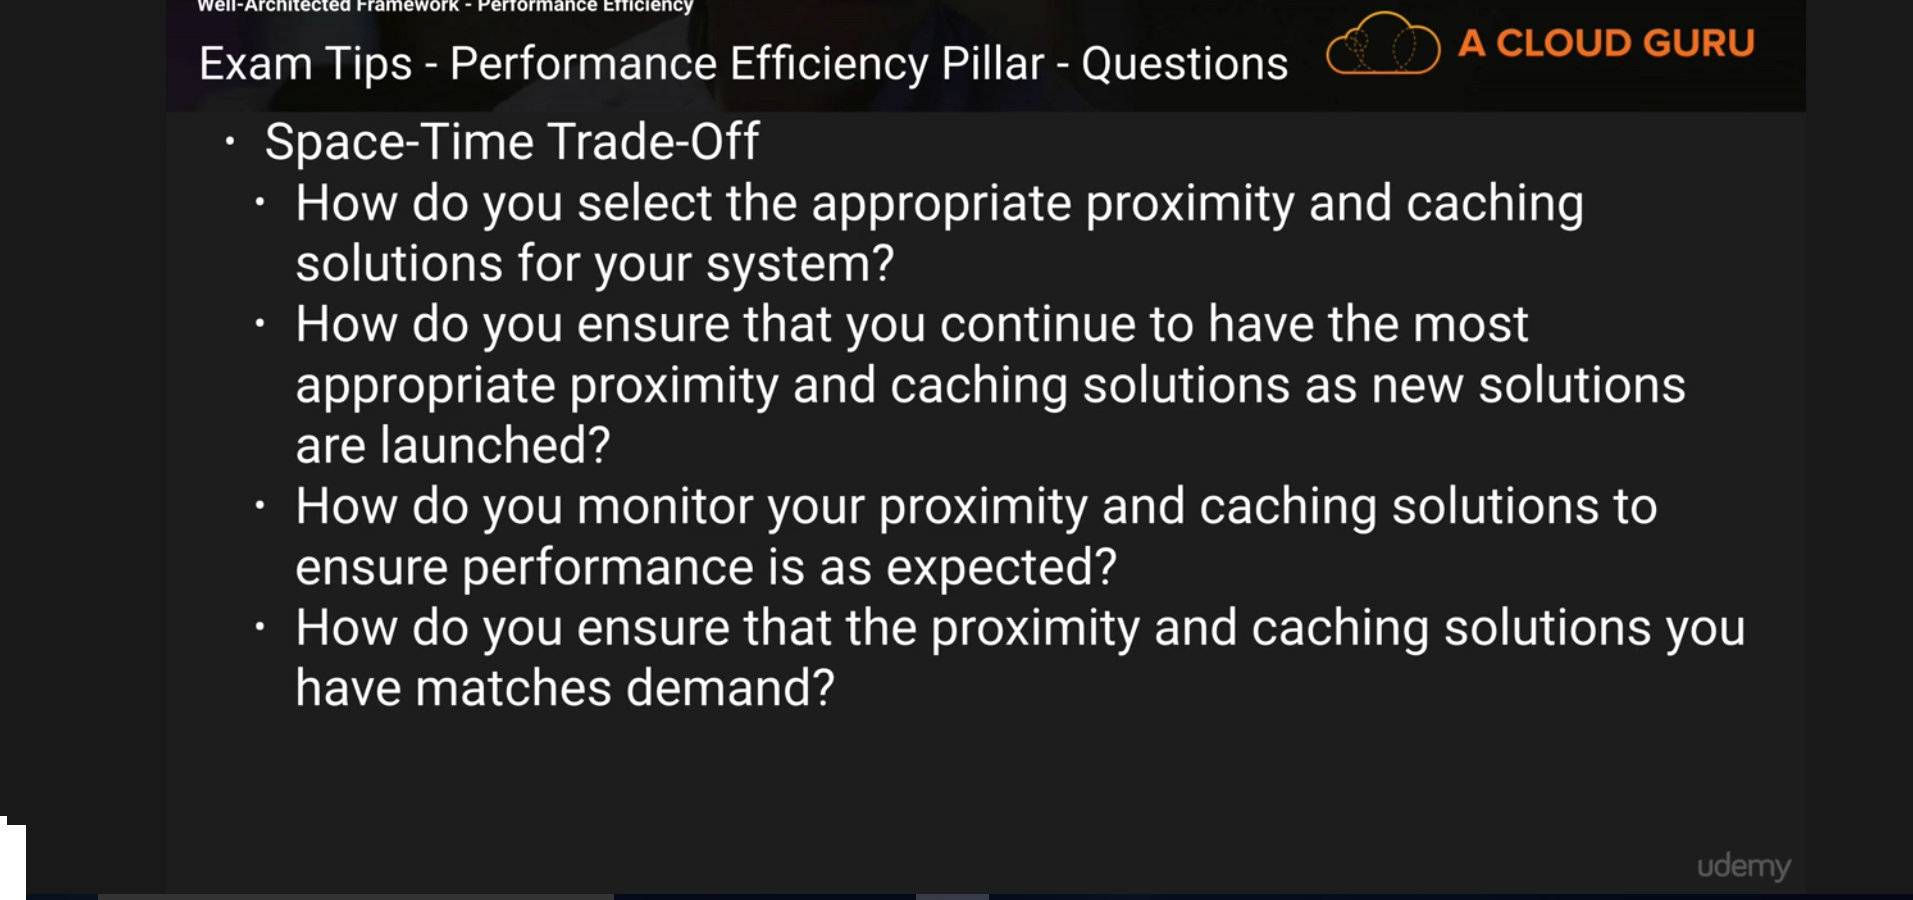 Well-Architected Framework - Performance Efficiency
Exam Tips - Performance Efficiency Pillar - Questions
A CLOUD GURU
• Space-Time Trade-Off
• How do you select the appropriate proximity and caching
solutions for your system?
• How do you ensure that you continue to have the most
appropriate proximity and caching solutions as new solutions
are launched?
• How do you monitor your proximity and caching solutions to
ensure performance is as expected?
• How do you ensure that the proximity and caching solutions you
have matches demand?
udemy